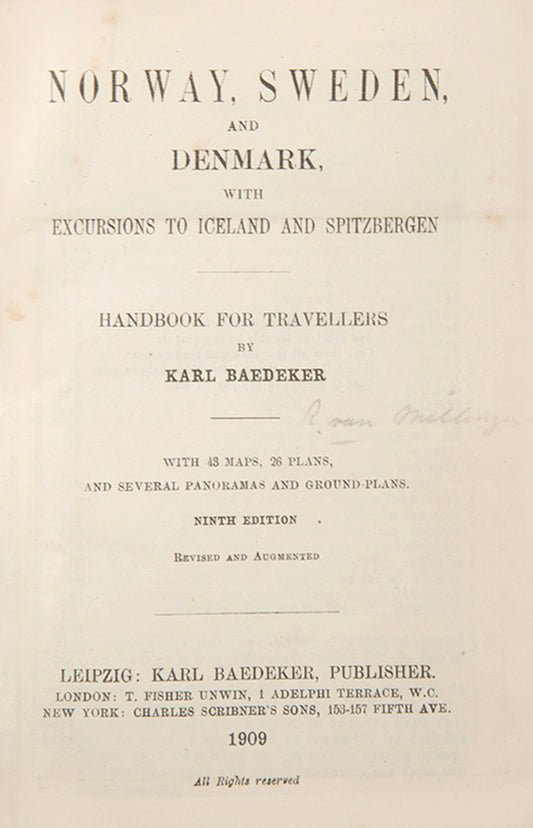 NORWAY, SWEDEN,
AND
DENMARK,
WITH
EXCURSIONS TO ICELAND AND SPITZBERGEN
HANDBOOK FOR TRAVELLERS
BY
KARL BAEDEKER
R. van
WITH 43 MAPS, 26 PLANS,
AND SEVERAL PANORAMAS AND GROUND-PLANS.
NINTH EDITION
REVISED AND AUGMENTED
LEIPZIG: KARL BAEDEKER, PUBLISHER.
LONDON: T. FISHER UNWIN, 1 ADELPHI TERRACE, W.C.
NEW YORK: CHARLES SCRIBNER'S SONS, 153-157 FIFTH AVE.
1909
All Rights reserved